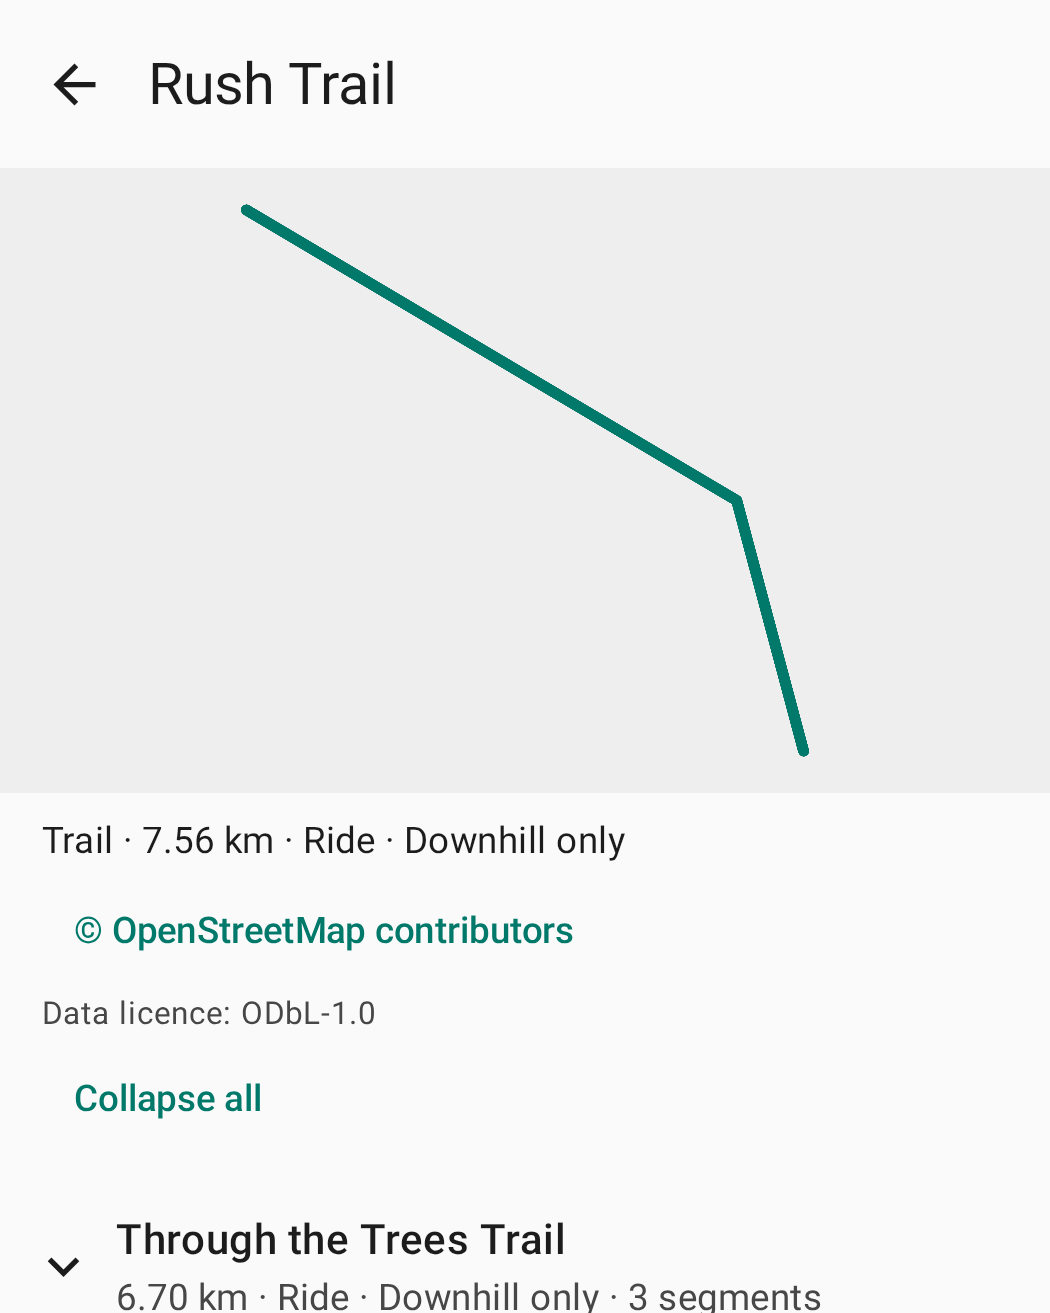 Rush Trail
Trail · 7.56 km · Ride · Downhill only
© OpenStreetMap contributors
Data licence: ODbL-1.0
Collapse all
Through the Trees Trail
6.70 km · Ride · Downhill only · 3 segments